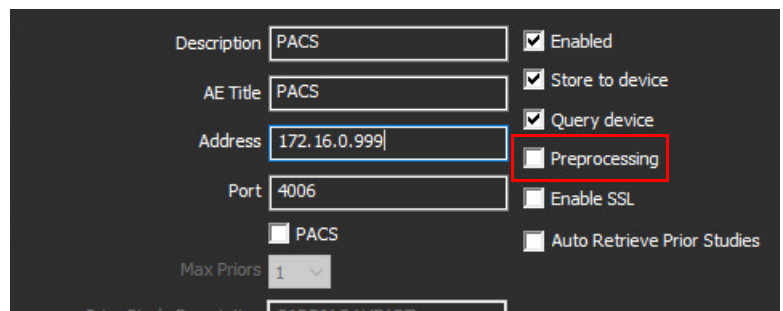 Description PACS Enabled
AE Title PACS Store to device
Query device
Address 172.16.0.999
Preprocessing
Port 4006 Enable SSL
PACS Auto Retrieve Prior Studies
Max Priors 1